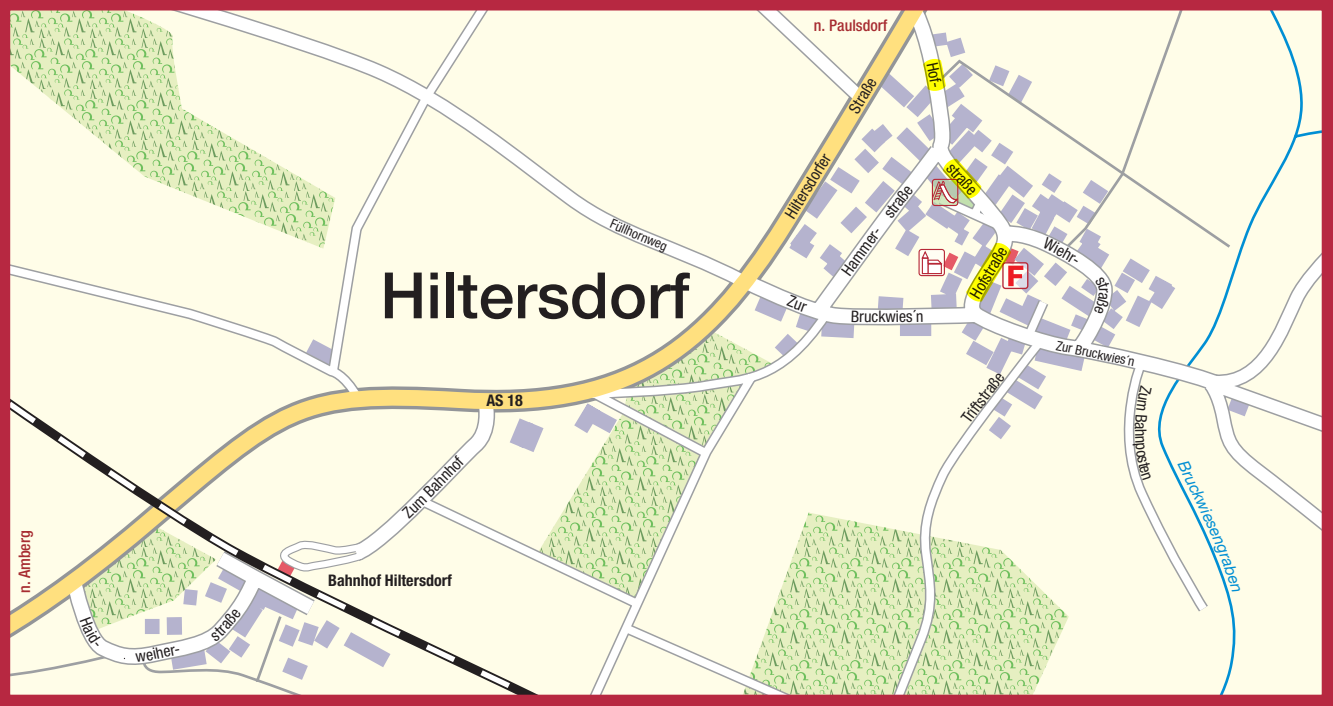 n. Paulsdorf
Hof-
straße
Hiltersdorfer
Straße
Hammer-
straße
Füllhornweg
Hofstraße
F
Wiehr-
straße
Hiltersdorf
Zur
Bruckwies´n
Zur Bruckwies´n
AS 18
Triftstraße
Zum Bahnposten
Bruckwiesengraben
Zum Bahnhof
n. Amberg
Bahnhof Hiltersdorf
Haid-
weiher-
straße